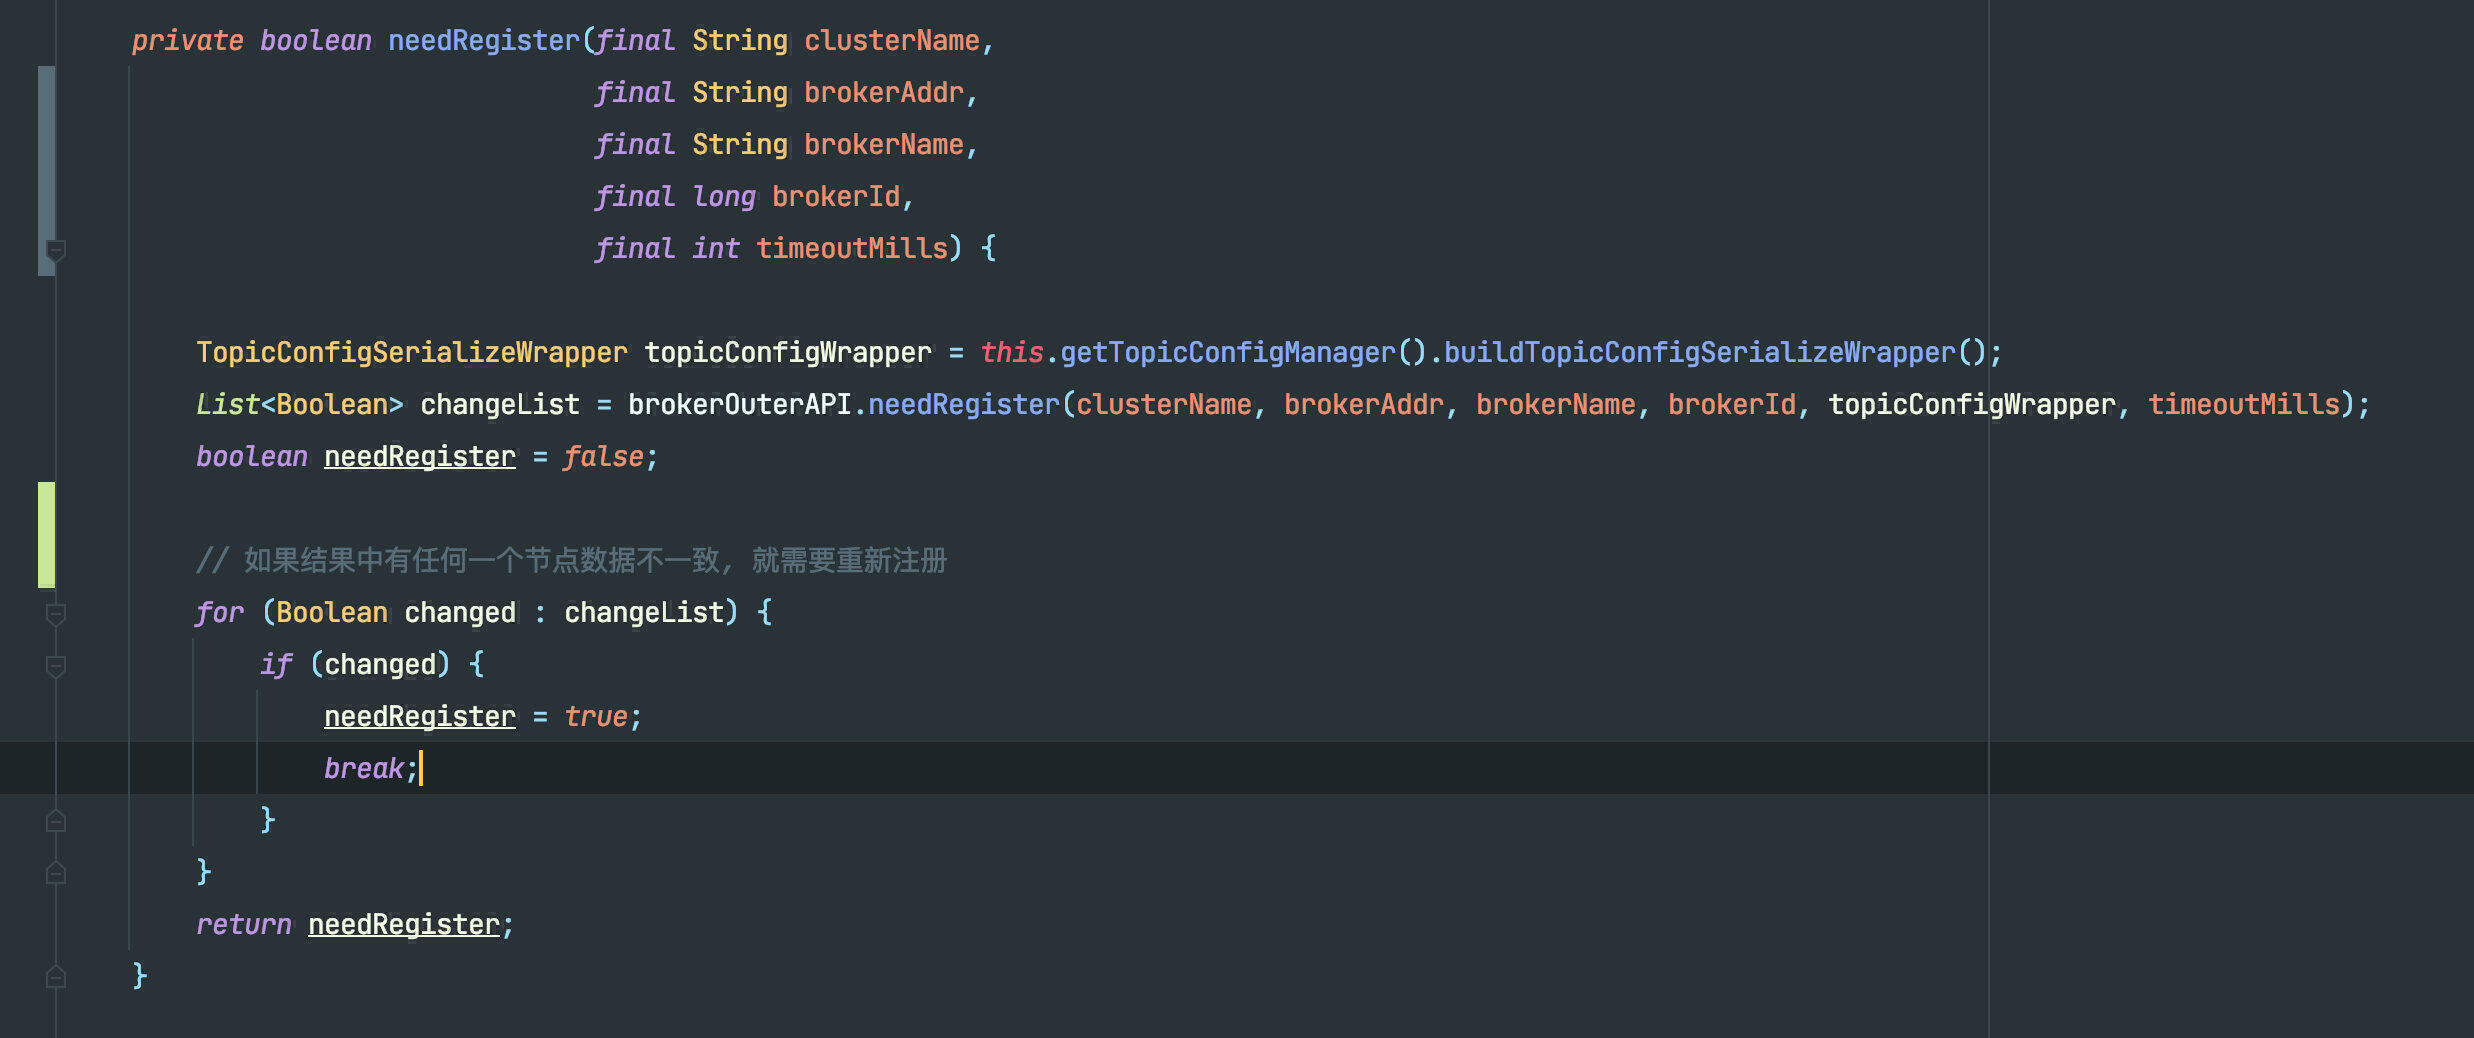 private boolean needRegister(final String clusterName,
final String brokerAddr,
final String brokerName,
final long brokerId,
final int timeoutMills) {
TopicConfigSerializeWrapper topicConfigWrapper = this.getTopicConfigManager().buildTopicConfigSerializeWrapper();
List<Boolean> changeList = brokerOuterAPI.needRegister(clusterName, brokerAddr, brokerName, brokerId, topicConfigWrapper, timeoutMills);
boolean needRegister = false;
// 如果结果中有任何一个节点数据不一致, 就需要重新注册
for (Boolean changed : changeList) {
if (changed) {
needRegister = true;
break;
}
}
return needRegister;
}